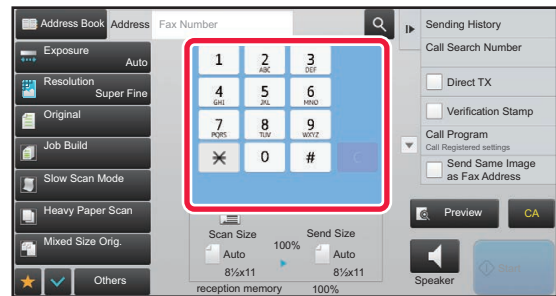 Address Book
Address
Fax Number
Sending History
Exposure
Auto
1
2
ABC
3
DEF
Call Search Number
Resolution
Super Fine
4
GHI
5
JKL
6
MNO
Direct TX
Original
7
PQRS
8
TUV
9
WXYZ
Verification Stamp
Job Build
0
#
C
Call Program
Call Registered settings
Slow Scan Mode
Send Same Image
as Fax Address
Heavy Paper Scan
Preview
CA
Scan Size
100%
Send Size
Mixed Size Orig.
Auto
8½x11
Auto
8½x11
Start
Others
reception memory
100%
Speaker